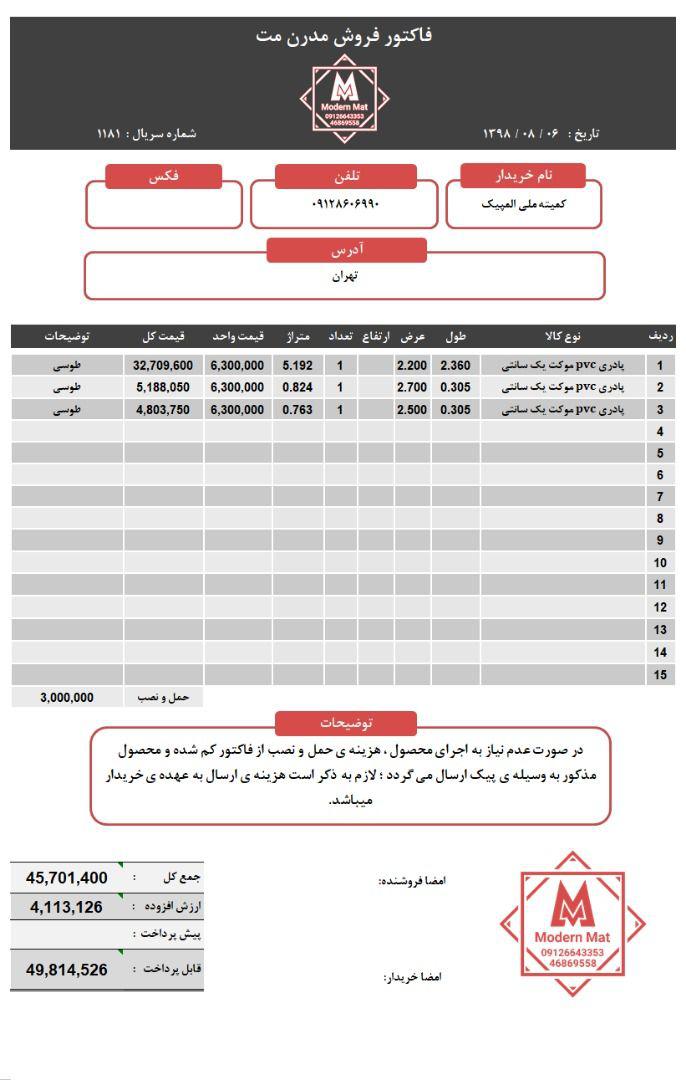 فاکتور فروش مدرن مت
Modern Mat
09126643353
46869558
تاریخ : ۱۳۹۸ / ۰۸ / ۰۶
شماره سریال : ۱۱۸۱
نام خریدار
تلفن
فکس
کمیته ملی المپیک
۰۹۱۲۸۶۰۶۹۹۰
آدرس
تهران
ردیف نوع کالا طول عرض ارتفاع تعداد متراژ قیمت واحد قیمت کل توضیحات
1 پادری pvc موکت یک سانتی 2.360 2.200 1 5.192 6,300,000 32,709,600 طوسی
2 پادری pvc موکت یک سانتی 0.305 2.700 1 0.824 6,300,000 5,188,050 طوسی
3 پادری pvc موکت یک سانتی 0.305 2.500 1 0.763 6,300,000 4,803,750 طوسی
4
5
6
7
8
9
10
11
12
13
14
15
حمل و نصب 3,000,000
توضیحات
در صورت عدم نیاز به اجرای محصول ، هزینه ی حمل و نصب از فاکتور کم شده و محصول
مذکور به وسیله ی پیک ارسال می گردد ؛ لازم به ذکر است هزینه ی ارسال به عهده ی خریدار
میباشد.
جمع کل : 45,701,400
ارزش افزوده : 4,113,126
پیش پرداخت :
قابل پرداخت : 49,814,526
امضا فروشنده:
امضا خریدار:
Modern Mat
09126643353
46869558